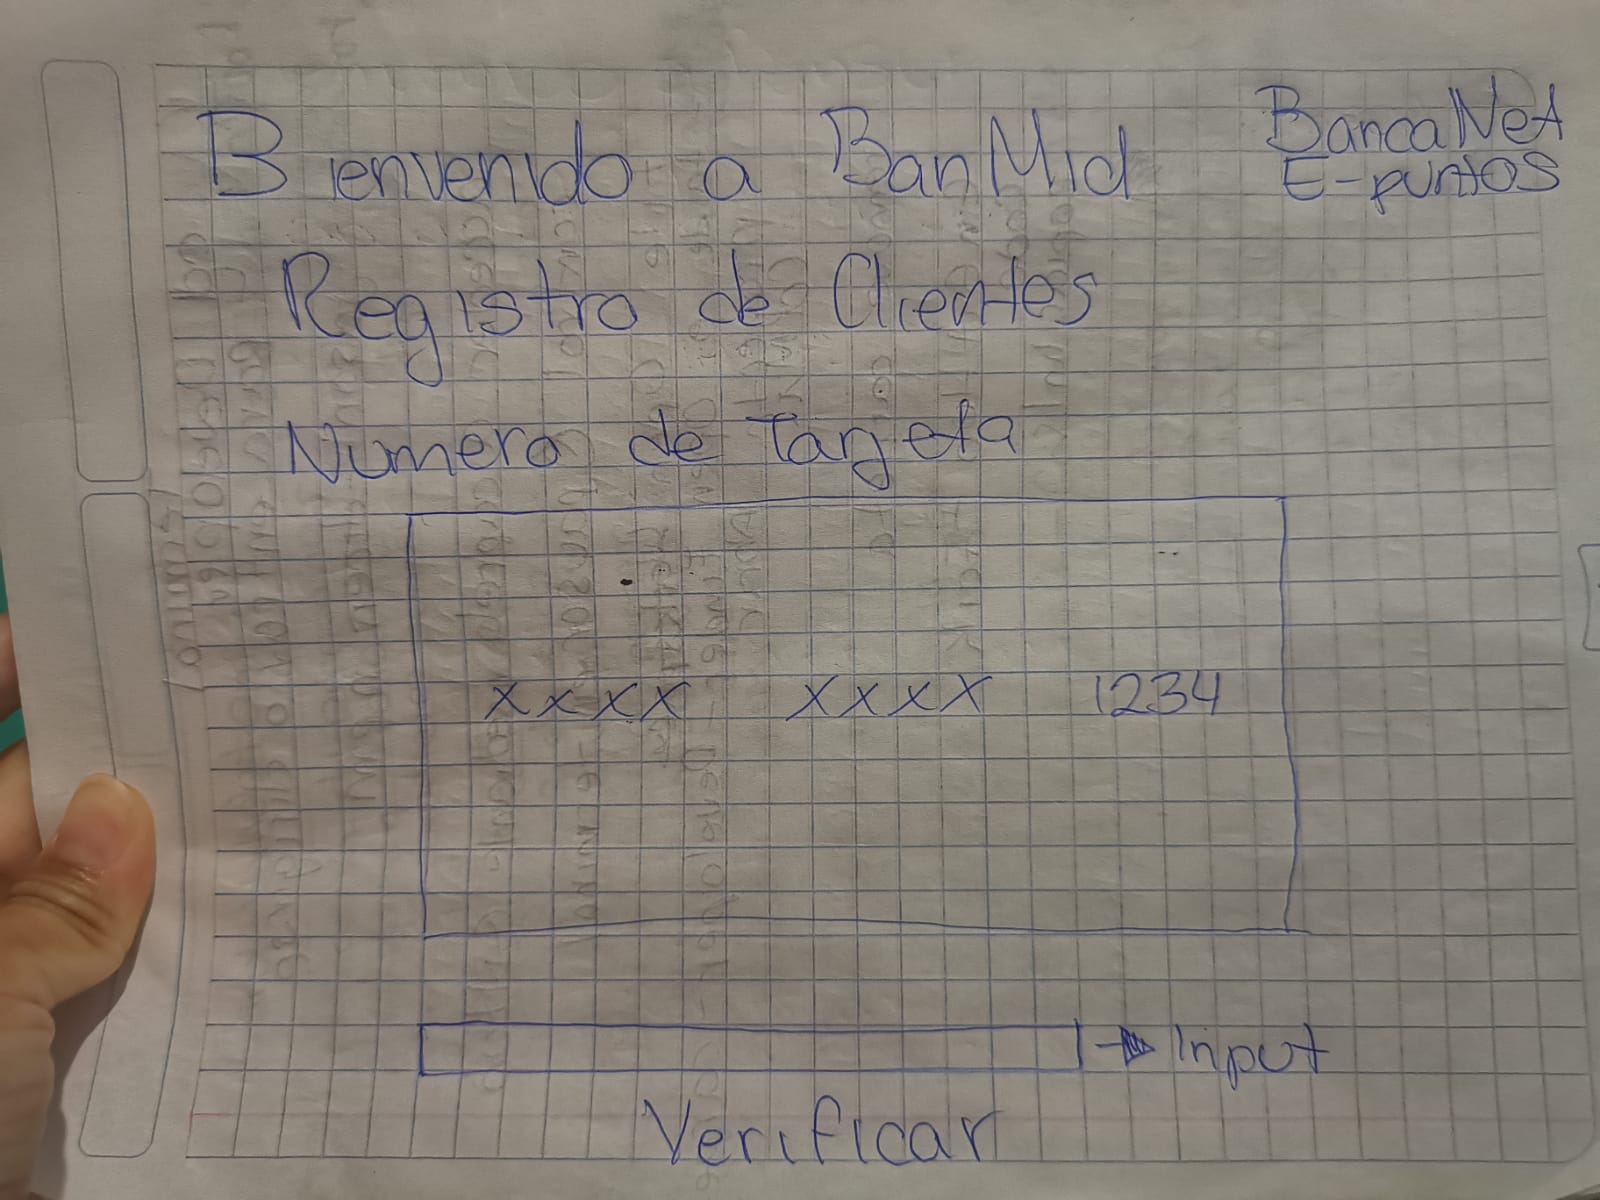 Bienvenido a BanMid
BancaNet
E-puntos
Registro de Clientes
Numero de Tarjeta
XXXX XXXX 1234
Input
Verificar